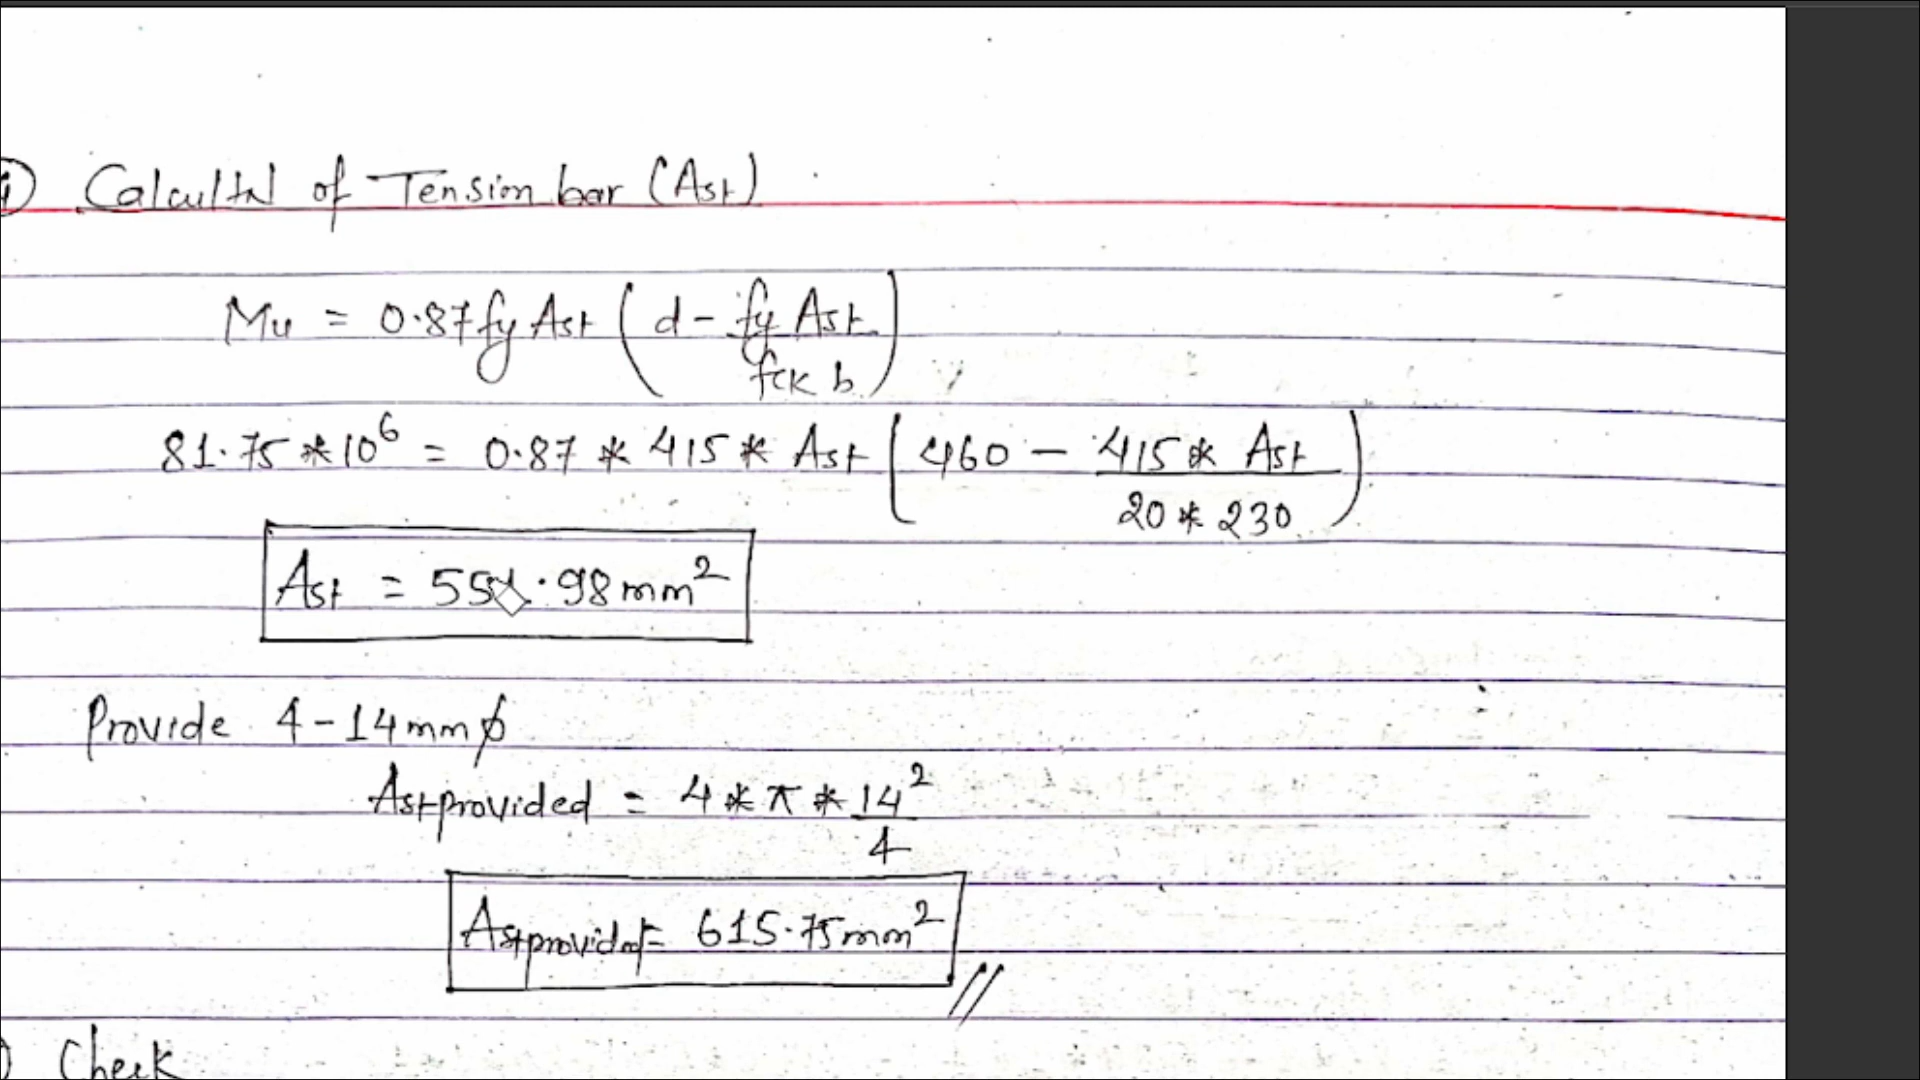 i) Calcultn of Tension bar (Ast)
Mu = 0.87 fy Ast ( d - fy Ast / fck b )
81.75 * 10^6 = 0.87 * 415 * Ast ( 460 - 415 * Ast / 20 * 230 )
Ast = 551.98 mm²
Provide 4 - 14mm ϕ
Ast provided = 4 * π * 14² / 4
Ast provided = 615.75 mm²
Check